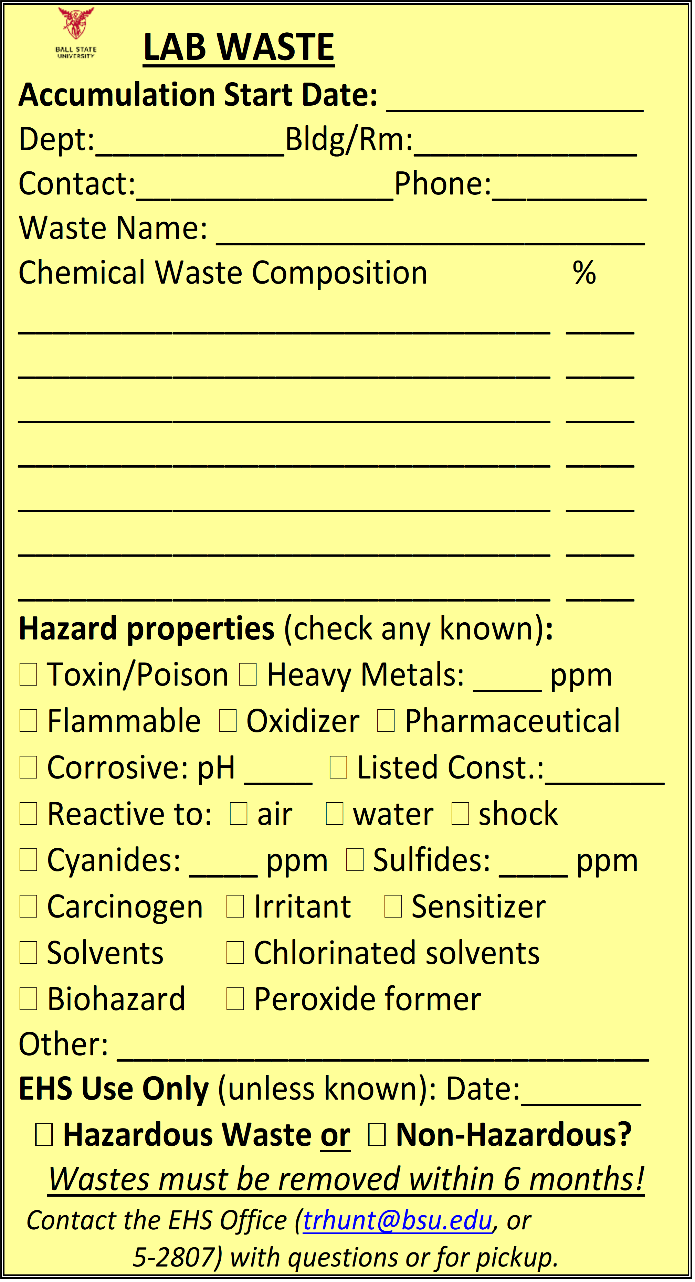 BALL STATE
UNIVERSITY
LAB WASTE
Accumulation Start Date: _______________
Dept:___________Bldg/Rm:_____________
Contact:_______________Phone:_________
Waste Name: _________________________
Chemical Waste Composition %
_______________________________ ____
_______________________________ ____
_______________________________ ____
_______________________________ ____
_______________________________ ____
_______________________________ ____
_______________________________ ____
Hazard properties (check any known):
☐ Toxin/Poison ☐ Heavy Metals: ____ ppm
☐ Flammable ☐ Oxidizer ☐ Pharmaceutical
☐ Corrosive: pH ____ ☐ Listed Const.:_______
☐ Reactive to: ☐ air ☐ water ☐ shock
☐ Cyanides: ____ ppm ☐ Sulfides: ____ ppm
☐ Carcinogen ☐ Irritant ☐ Sensitizer
☐ Solvents ☐ Chlorinated solvents
☐ Biohazard ☐ Peroxide former
Other: _______________________________
EHS Use Only (unless known): Date:_______
☐ Hazardous Waste or ☐ Non-Hazardous?
Wastes must be removed within 6 months!
Contact the EHS Office (trhunt@bsu.edu, or
5-2807) with questions or for pickup.